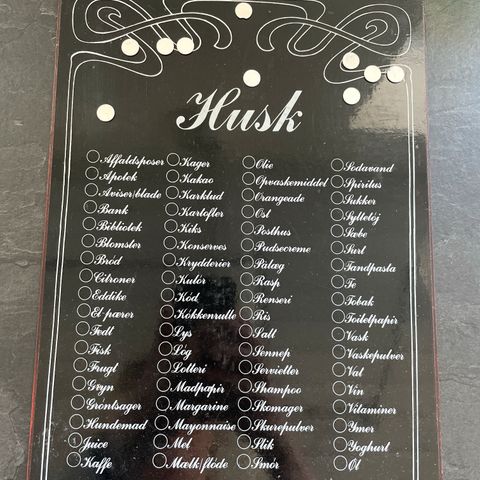 Husk
Affaldsposer
Apotek
Aviser/blade
Bank
Bibliotek
Blomster
Brød
Citroner
Eddike
El-pærer
Fedt
Fisk
Frugt
Gryn
Grøntsager
Hundemad
Juice
Kaffe
Kager
Kakao
Karklud
Kartofler
Kiks
Konserves
Krydderier
Kulør
Kød
Køkkenrulle
Lys
Løg
Lotteri
Madpapir
Margarine
Mayonnaise
Mel
Mælk/fløde
Olie
Opvaskemiddel
Orangeade
Ost
Posthus
Pudsecreme
Pålæg
Rasp
Renseri
Ris
Salt
Sennep
Servietter
Shampoo
Skomager
Skurepulver
Slik
Smør
Sodavand
Spiritus
Sukker
Syltetøj
Sæbe
Surt
Tandpasta
Te
Tobak
Toiletpapir
Vask
Vaskepulver
Vat
Vin
Vitaminer
Ymer
Yoghurt
Øl